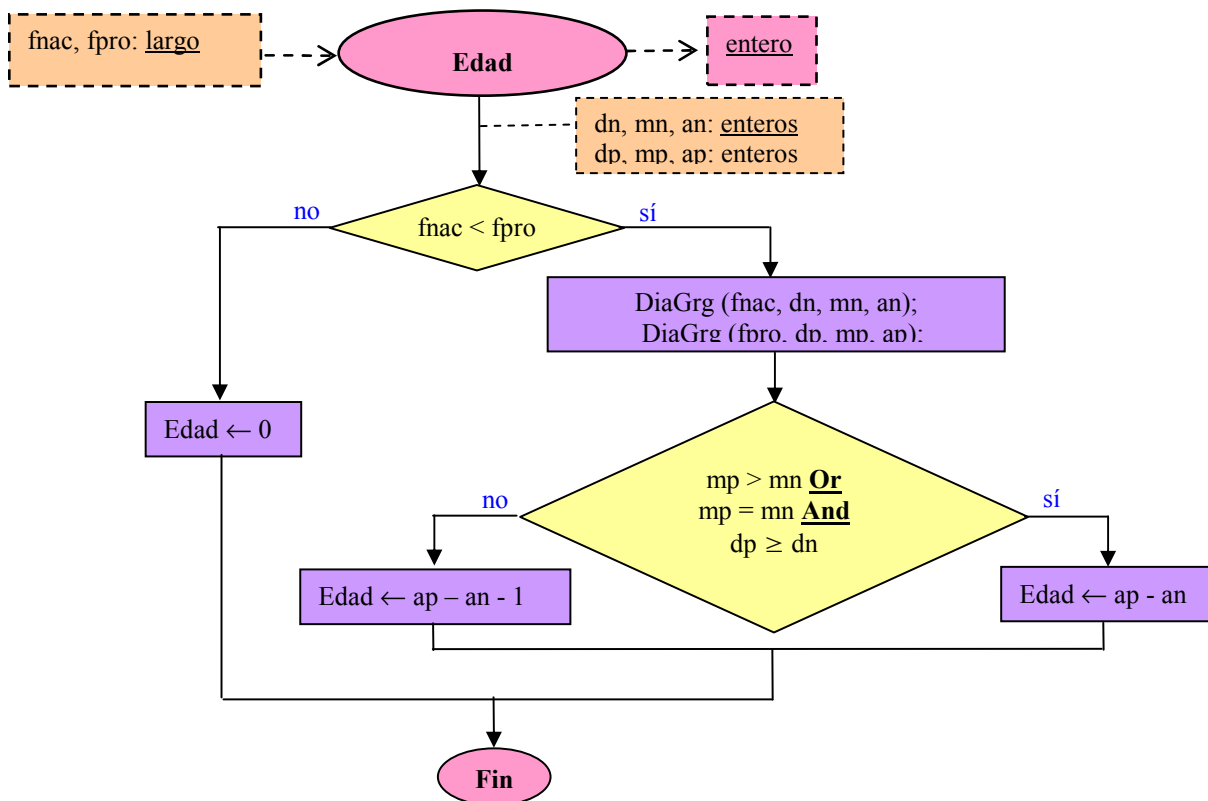 fnac, fpro: largo
Edad
entero
dn, mn, an: enteros
dp, mp, ap: enteros
no
fnac < fpro
sí
DiaGrg (fnac, dn, mn, an);
DiaGrg (fpro, dp, mp, ap);
Edad ← 0
no
mp > mn Or
mp = mn And
dp ≥ dn
sí
Edad ← ap – an - 1
Edad ← ap - an
Fin